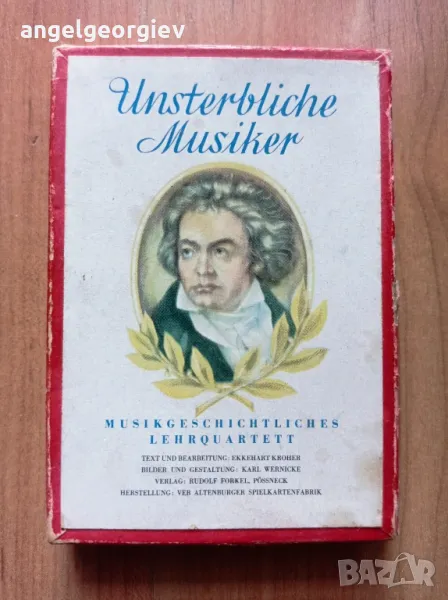 angelgeorgiev
Unsterbliche
Musiker
MUSIKGESCHICHTLICHES
LEHRQUARTETT
TEXT UND BEARBEITUNG: EKKEHART KROHER
BILDER UND GESTALTUNG: KARL WERNICKE
VERLAG: RUDOLF FORKEL, PÖSSNECK
HERSTELLUNG: VEB ALTENBURGER SPIELKARTENFABRIK
BAZAR